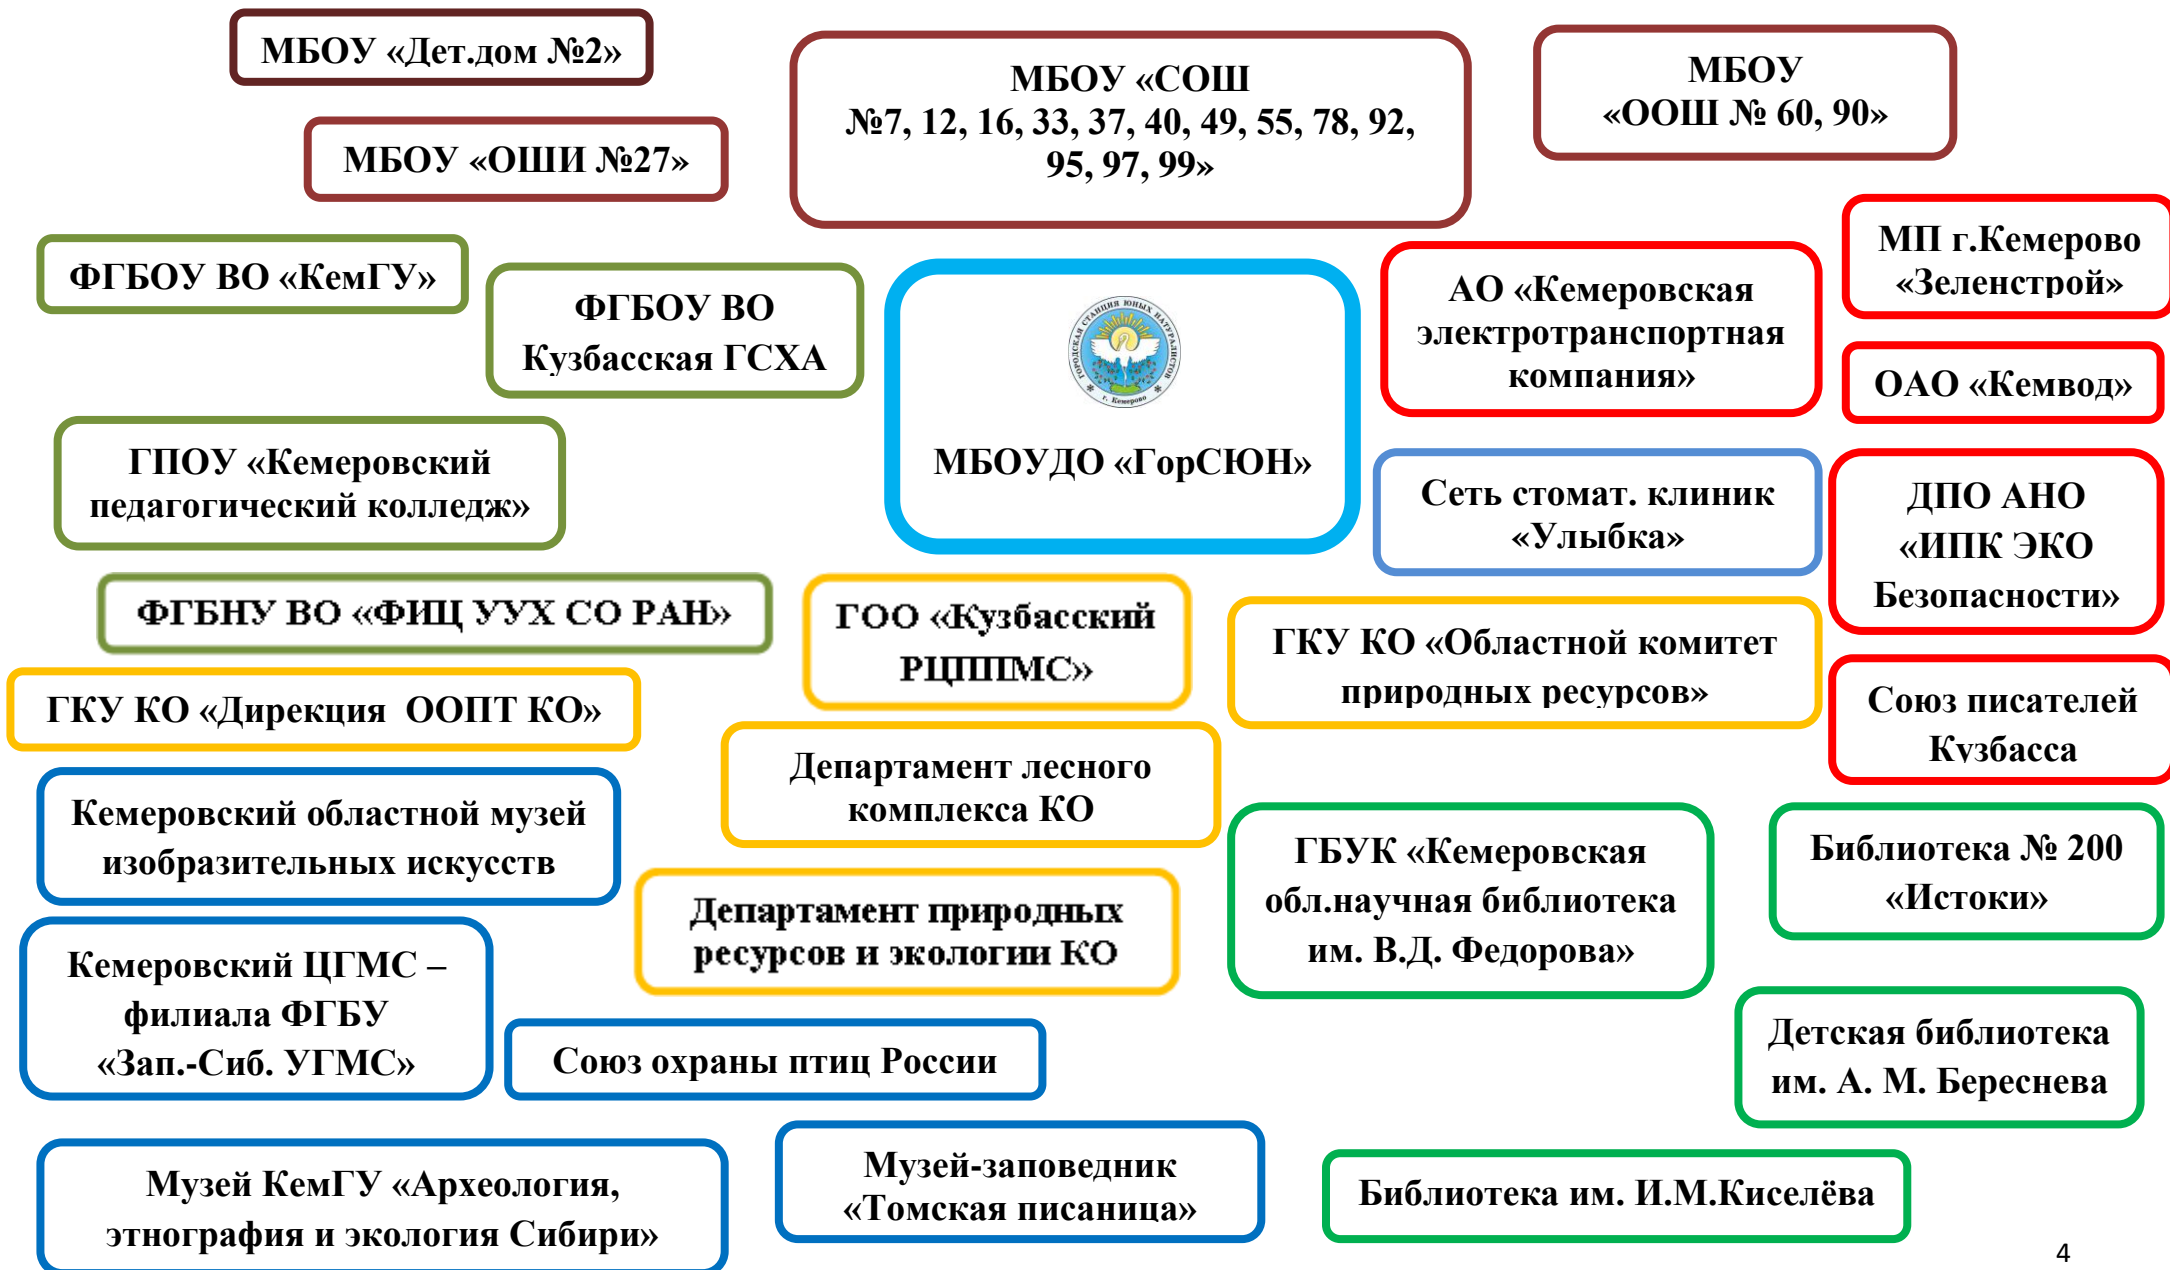 МБОУ «Дет.дом №2»
МБОУ «СОШ
№7, 12, 16, 33, 37, 40, 49, 55, 78, 92,
95, 97, 99»
МБОУ
«ООШ № 60, 90»
МБОУ «ОШИ №27»
ФГБОУ ВО «КемГУ»
ФГБОУ ВО
Кузбасская ГСХА
ГОРОДСКАЯ СТАНЦИЯ ЮНЫХ НАТУРАЛИСТОВ
г. Кемерово
МБОУДО «ГорСЮН»
АО «Кемеровская
электротранспортная
компания»
МП г.Кемерово
«Зеленстрой»
ОАО «Кемвод»
ГПОУ «Кемеровский
педагогический колледж»
Сеть стомат. клиник
«Улыбка»
ДПО АНО
«ИПК ЭКО
Безопасности»
ФГБНУ ВО «ФИЦ УУХ СО РАН»
ГОО «Кузбасский
РЦППМС»
ГКУ КО «Областной комитет
природных ресурсов»
Союз писателей
Кузбасса
ГКУ КО «Дирекция  ООПТ КО»
Департамент лесного
комплекса КО
Кемеровский областной музей
изобразительных искусств
ГБУК «Кемеровская
обл.научная библиотека
им. В.Д. Федорова»
Библиотека № 200
«Истоки»
Департамент природных
ресурсов и экологии КО
Кемеровский ЦГМС –
филиала ФГБУ
«Зап.-Сиб. УГМС»
Союз охраны птиц России
Детская библиотека
им. А. М. Береснева
Музей КемГУ «Археология,
этнография и экология Сибири»
Музей-заповедник
«Томская писаница»
Библиотека им. И.М.Киселёва
4